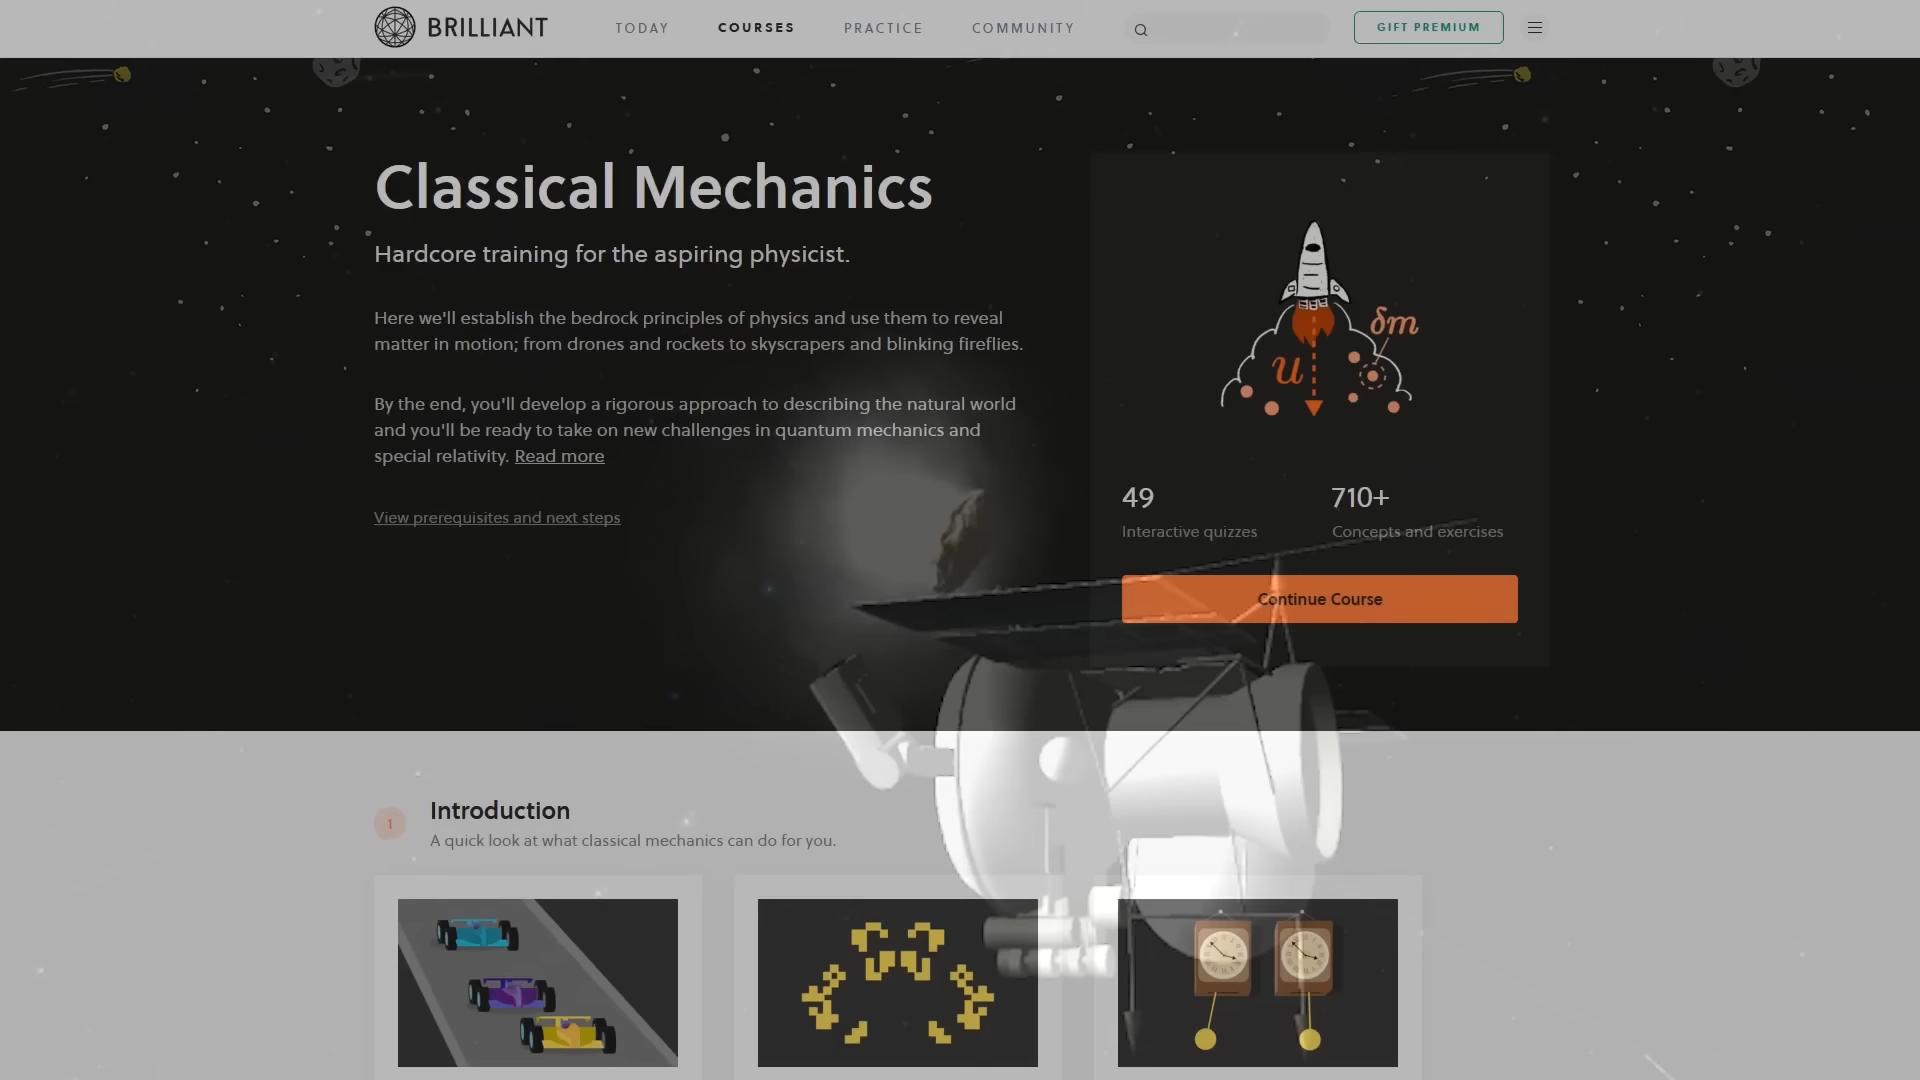 BRILLIANT
TODAY
COURSES
PRACTICE
COMMUNITY
GIFT PREMIUM
Classical Mechanics
Hardcore training for the aspiring physicist.
Here we'll establish the bedrock principles of physics and use them to reveal
matter in motion; from drones and rockets to skyscrapers and blinking fireflies.
By the end, you'll develop a rigorous approach to describing the natural world
and you'll be ready to take on new challenges in quantum mechanics and
special relativity. Read more
View prerequisites and next steps
δm
u
49
710+
Interactive quizzes
Concepts and exercises
Continue Course
1
Introduction
A quick look at what classical mechanics can do for you.